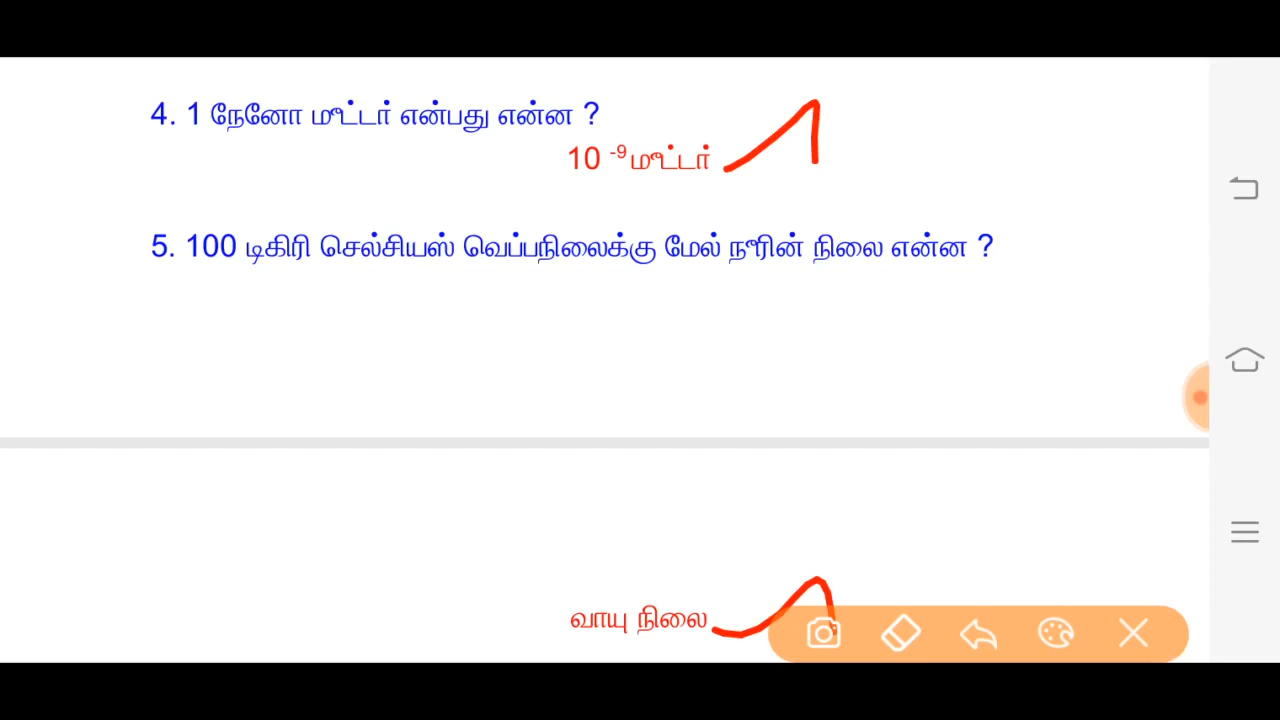 4. 1 நேனோ மீட்டர் என்பது என்ன ?
10 -9 மீட்டர்
5. 100 டிகிரி செல்சியஸ் வெப்பநிலைக்கு மேல் நீரின் நிலை என்ன ?
வாயு நிலை